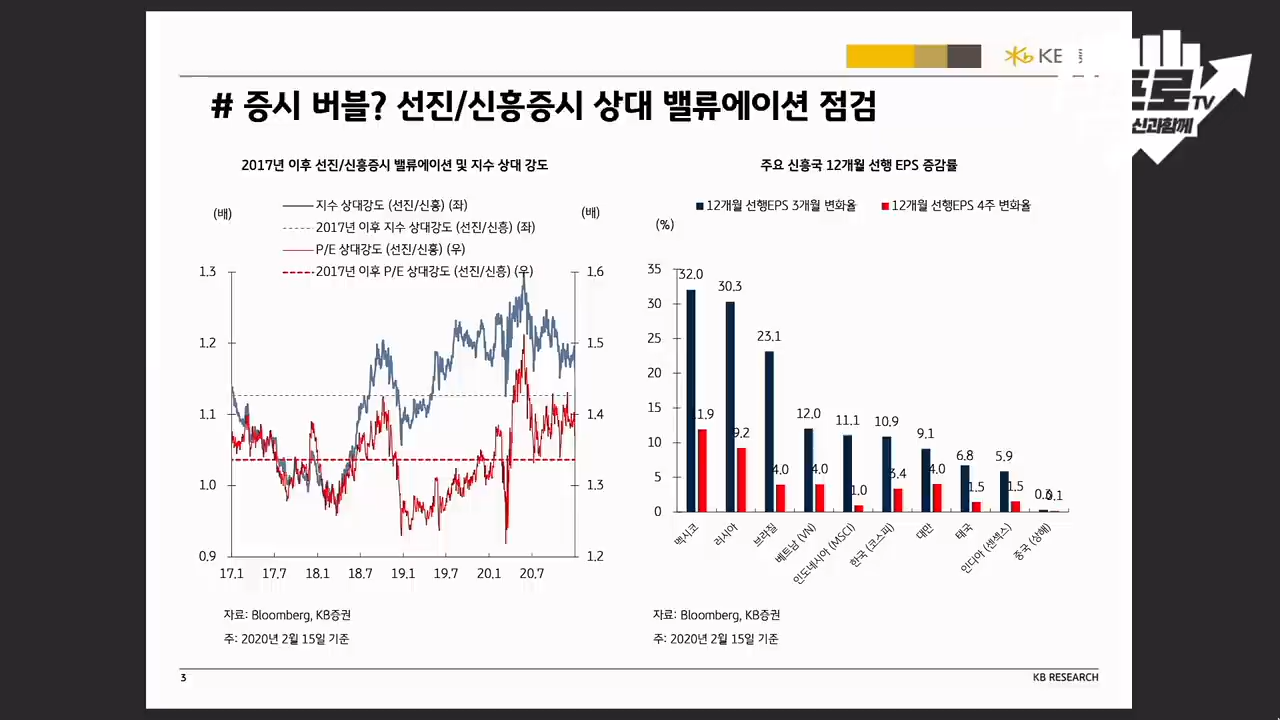 KB
프로
TV
신과함께
# 증시 버블? 선진/신흥증시 상대 밸류에이션 점검
2017년 이후 선진/신흥증시 밸류에이션 및 지수 상대 강도
(배)
(배)
지수 상대강도 (선진/신흥) (좌)
2017년 이후 지수 상대강도 (선진/신흥) (좌)
P/E 상대강도 (선진/신흥) (우)
2017년 이후 P/E 상대강도 (선진/신흥) (우)
1.3
1.2
1.1
1.0
0.9
1.6
1.5
1.4
1.3
1.2
17.1 17.7 18.1 18.7 19.1 19.7 20.1 20.7
자료: Bloomberg, KB증권
주: 2020년 2월 15일 기준
주요 신흥국 12개월 선행 EPS 증감률
12개월 선행EPS 3개월 변화율 12개월 선행EPS 4주 변화율
(%)
35
30
25
20
15
10
5
0
32.0 30.3 23.1 12.0 11.1 10.9 9.1 6.8 5.9 0.3
11.9 9.2 4.0 4.0 1.0 3.4 4.0 1.5 1.5 0.1
멕시코 러시아 브라질 베트남 (VN) 인도네시아 (MSCI) 한국 (코스피) 대만 태국 인디아 (센섹스) 중국 (상해)
자료: Bloomberg, KB증권
주: 2020년 2월 15일 기준
3
KB RESEARCH